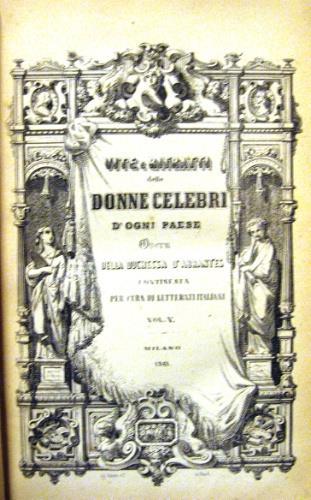 VITE E RITRATTI
delle
DONNE CELEBRI
D'OGNI PAESE
Opera
DELLA DUCHESSA D'ABRANTES
CONTINUATA
PER CURA DI LETTERATI ITALIANI
VOL. V.
MILANO